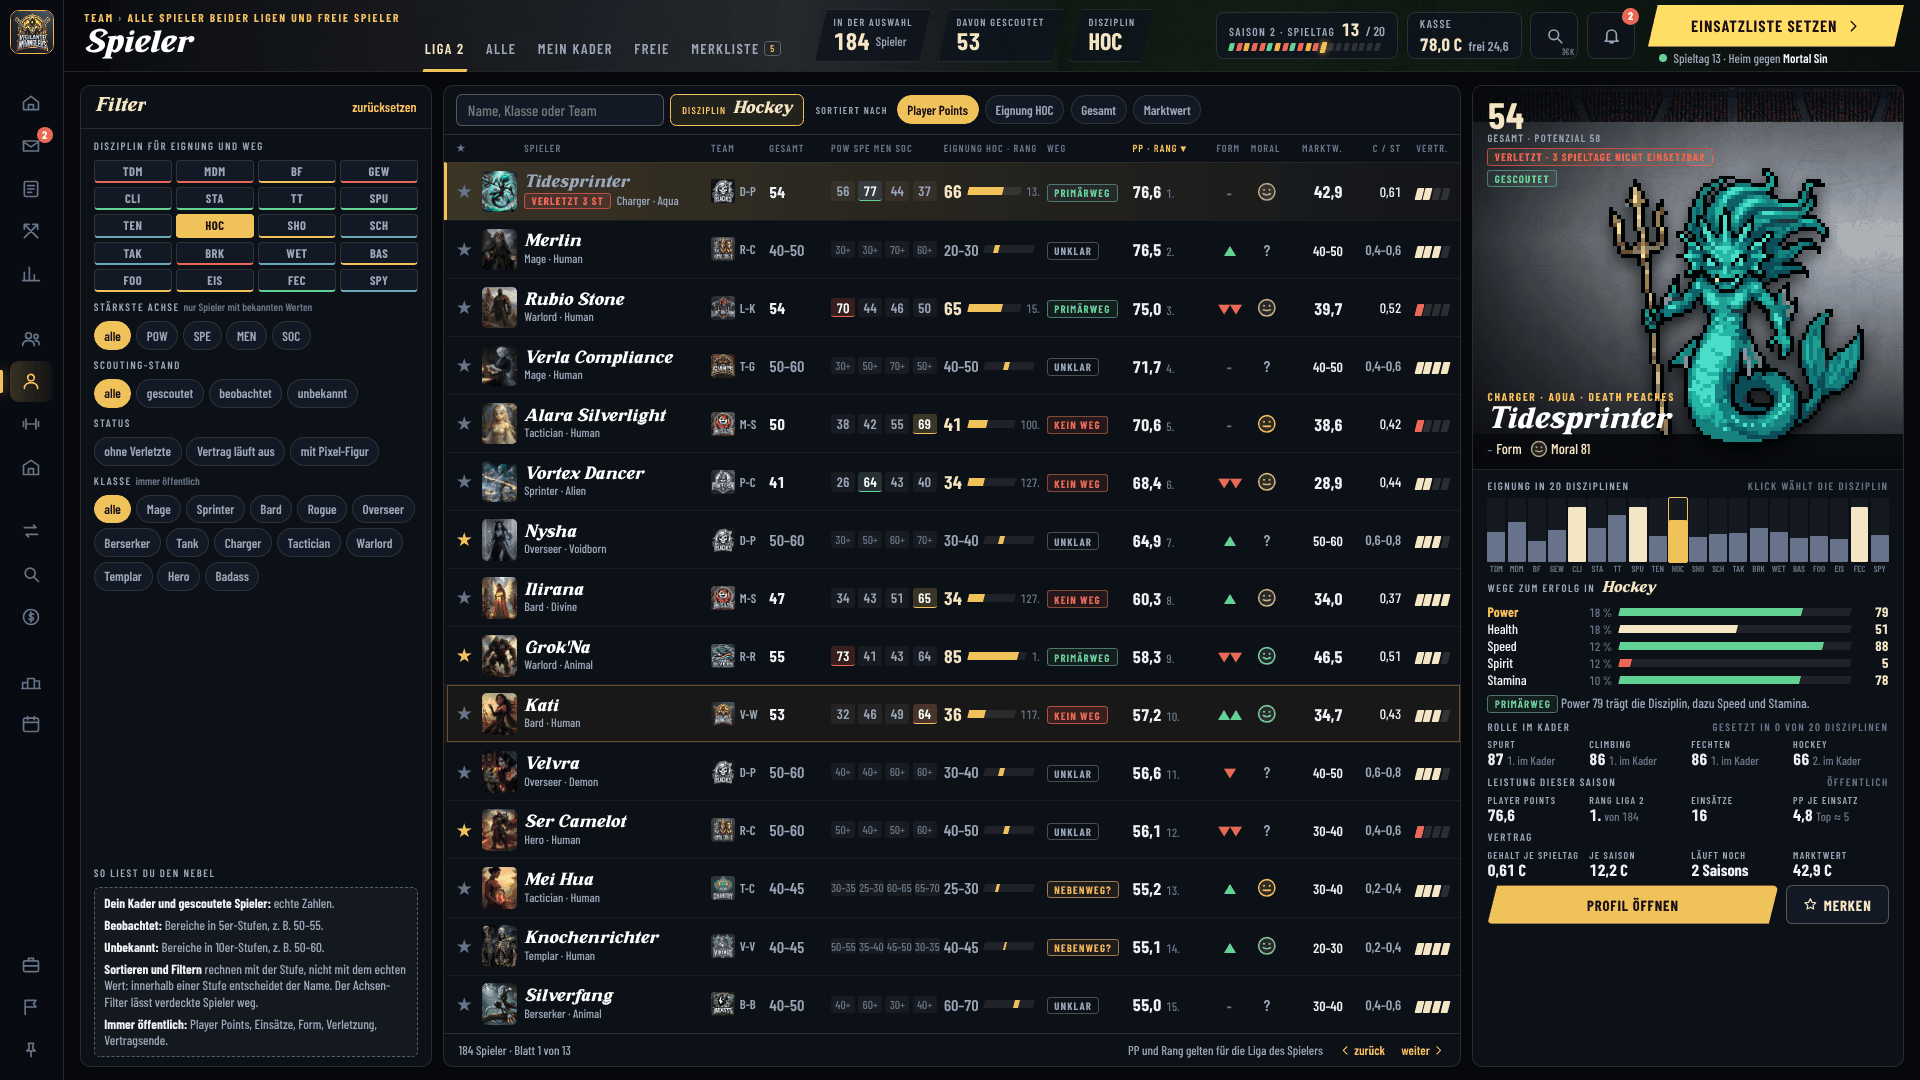 TEAM › ALLE SPIELER BEIDER LIGEN UND FREIE SPIELER
Spieler
LIGA 2 ALLE MEIN KADER FREIE MERKLISTE 5
IN DER AUSWAHL
184 Spieler
DAVON GESCOUTET
53
DISZIPLIN
HOC
SAISON 2 · SPIELTAG 13 / 20
KASSE
78,0 C frei 24,6
2
EINSATZLISTE SETZEN
Spieltag 13 · Heim gegen Mortal Sin
2
Filter
zurücksetzen
DISZIPLIN FÜR EIGNUNG UND WEG
TDM MDM BF GEW
CLI STA TT SPU
TEN HOC SHO SCH
TAK BRK WET BAS
FOO EIS FEC SPY
STÄRKSTE ACHSE nur Spieler mit bekannten Werten
alle POW SPE MEN SOC
SCOUTING-STAND
alle gescoutet beobachtet unbekannt
STATUS
ohne Verletzte Vertrag läuft aus mit Pixel-Figur
KLASSE immer öffentlich
alle Mage Sprinter Bard Rogue Overseer
Berserker Tank Charger Tactician Warlord
Templar Hero Badass
SO LIEST DU DEN NEBEL
Dein Kader und gescoutete Spieler: echte Zahlen.
Beobachtet: Bereiche in 5er-Stufen, z. B. 50–55.
Unbekannt: Bereiche in 10er-Stufen, z. B. 50–60.
Sortieren und Filtern rechnen mit der Stufe, nicht mit dem echten
Wert: innerhalb einer Stufe entscheidet der Name. Der Achsen-
Filter lässt verdeckte Spieler weg.
Immer öffentlich: Player Points, Einsätze, Form, Verletzung,
Vertragsende.
Name, Klasse oder Team
DISZIPLIN Hockey
SORTIERT NACH Player Points Eignung HOC Gesamt Marktwert
★ SPIELER TEAM GESAMT POW SPE MEN SOC EIGNUNG HOC · RANG WEG PP · RANG ▼ FORM MORAL MARKTW. C / ST VERTR.
Tidesprinter
VERLETZT 3 ST Charger · Aqua
D-P 54 56 77 44 37 66 13. PRIMÄRWEG 76,6 1. – 42,9 0,61
Merlin
Mage · Human
R-C 40–50 30+ 30+ 70+ 60+ 20–30 UNKLAR 76,5 2. ▲ ? 40–50 0,4–0,6
Rubio Stone
Warlord · Human
L-K 54 70 44 46 50 65 15. PRIMÄRWEG 75,0 3. ▼▼ 39,7 0,52
Verla Compliance
Mage · Human
T-G 50–60 30+ 50+ 70+ 50+ 40–50 UNKLAR 71,7 4. – ? 40–50 0,4–0,6
Alara Silverlight
Tactician · Human
M-S 50 38 42 55 69 41 100. KEIN WEG 70,6 5. – 38,6 0,42
Vortex Dancer
Sprinter · Alien
P-C 41 26 64 43 40 34 127. KEIN WEG 68,4 6. ▼▼ 28,9 0,44
Nysha
Overseer · Voidborn
D-P 50–60 30+ 50+ 60+ 70+ 30–40 UNKLAR 64,9 7. ▲ ? 50–60 0,6–0,8
Ilirana
Bard · Divine
M-S 47 34 43 51 65 34 127. KEIN WEG 60,3 8. ▲ 34,0 0,37
Grok'Na
Warlord · Animal
R-R 55 73 41 43 64 85 1. PRIMÄRWEG 58,3 9. ▼▼ 46,5 0,51
Kati
Bard · Human
V-W 53 32 46 49 64 36 117. KEIN WEG 57,2 10. ▲▲ 34,7 0,43
Velvra
Overseer · Demon
D-P 50–60 40+ 40+ 60+ 60+ 30–40 UNKLAR 56,6 11. ▼ ? 40–50 0,6–0,8
Ser Camelot
Hero · Human
R-C 50–60 50+ 40+ 50+ 60+ 40–50 UNKLAR 56,1 12. ▼▼ ? 30–40 0,4–0,6
Mei Hua
Tactician · Human
T-C 40–45 30-35 25-30 60-65 65-70 25–30 NEBENWEG? 55,2 13. ▲ 30–40 0,2–0,4
Knochenrichter
Templar · Human
V-V 40–45 50-55 35-40 45-50 30-35 40–45 NEBENWEG? 55,1 14. ▲ 20–30 0,2–0,4
Silverfang
Berserker · Animal
B-B 40–50 40+ 60+ 30+ 40+ 60–70 UNKLAR 55,0 15. – ? 30–40 0,4–0,6
184 Spieler · Blatt 1 von 13
PP und Rang gelten für die Liga des Spielers
zurück weiter
54
GESAMT · POTENZIAL 58
VERLETZT · 3 SPIELTAGE NICHT EINSETZBAR
GESCOUTET
CHARGER · AQUA · DEATH PEACHES
Tidesprinter
– Form Moral 81
EIGNUNG IN 20 DISZIPLINEN KLICK WÄHLT DIE DISZIPLIN
TDM MDM BF GEW CLI STA TT SPU TEN HOC SHO SCH TAK BRK WET BAS FOO EIS FEC SPY
WEGE ZUM ERFOLG IN Hockey
Power 18 % 79
Health 18 % 51
Speed 12 % 88
Spirit 12 % 5
Stamina 10 % 78
PRIMÄRWEG Power 79 trägt die Disziplin, dazu Speed und Stamina.
ROLLE IM KADER GESETZT IN 0 VON 20 DISZIPLINEN
SPURT CLIMBING FECHTEN HOCKEY
87 1. im Kader 86 1. im Kader 86 1. im Kader 66 2. im Kader
LEISTUNG DIESER SAISON ÖFFENTLICH
PLAYER POINTS RANG LIGA 2 EINSÄTZE PP JE EINSATZ
76,6 1. von 184 16 4,8 Top ≈ 5
VERTRAG
GEHALT JE SPIELTAG JE SAISON LÄUFT NOCH MARKTWERT
0,61 C 12,2 C 2 Saisons 42,9 C
PROFIL ÖFFNEN
MERKEN